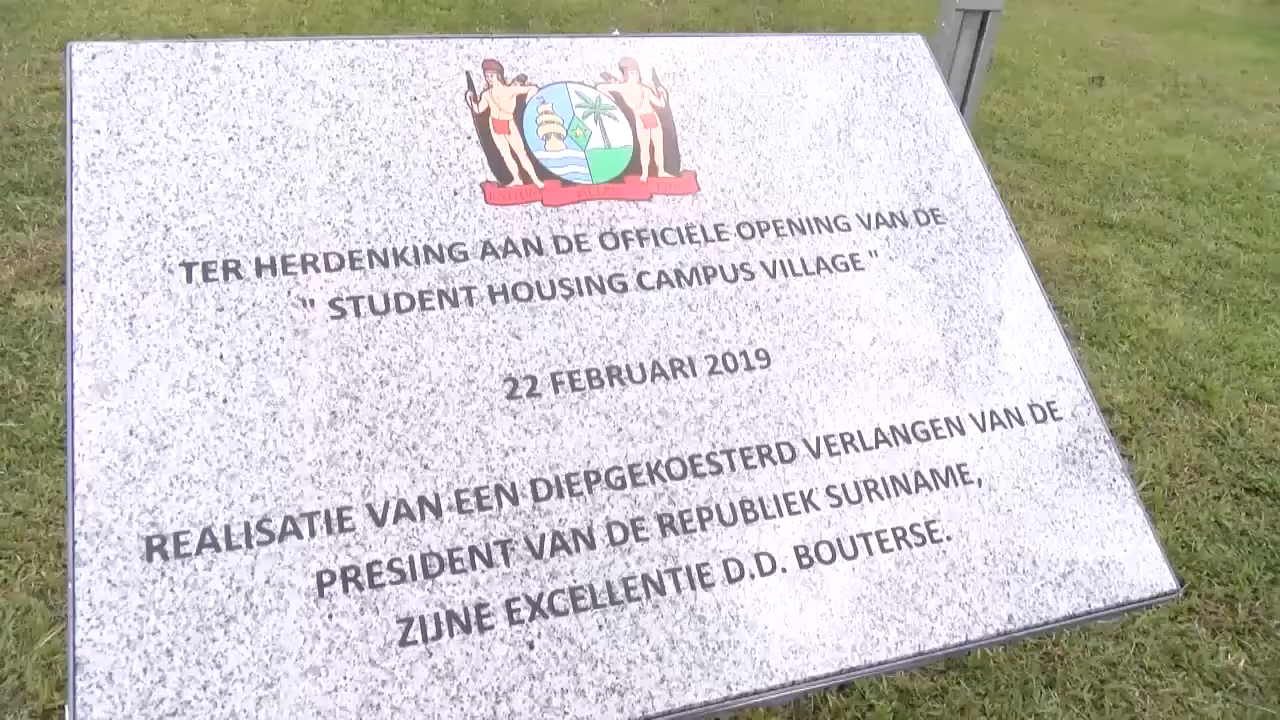 TER HERDENKING AAN DE OFFICIËLE OPENING VAN DE
" STUDENT HOUSING CAMPUS VILLAGE"
22 FEBRUARI 2019
REALISATIE VAN EEN DIEPGEKOESTERD VERLANGEN VAN DE
PRESIDENT VAN DE REPUBLIEK SURINAME,
ZIJNE EXCELLENTIE D.D. BOUTERSE.